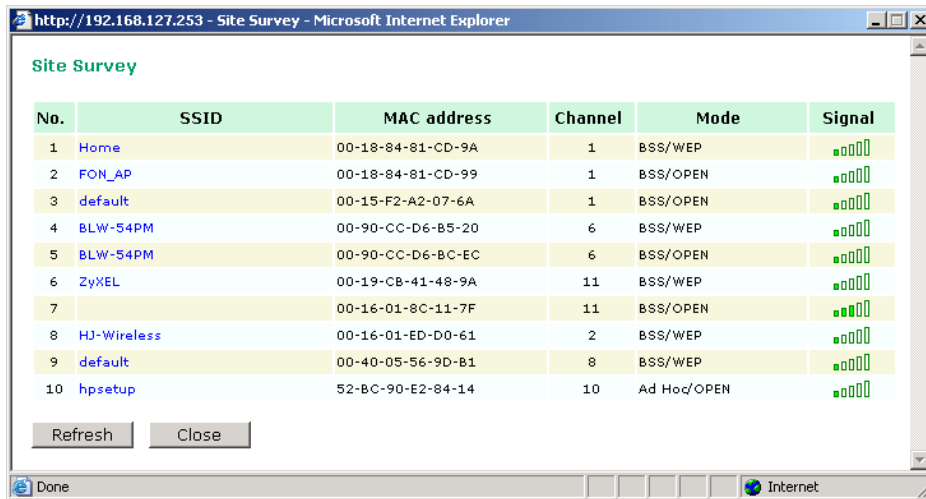 http://192.168.127.253 - Site Survey - Microsoft Internet Explorer
Site Survey
No. SSID MAC address Channel Mode Signal
1 Home 00-18-84-81-CD-9A 1 BSS/WEP
2 FON_AP 00-18-84-81-CD-99 1 BSS/OPEN
3 default 00-15-F2-A2-07-6A 1 BSS/OPEN
4 BLW-54PM 00-90-CC-D6-B5-20 6 BSS/WEP
5 BLW-54PM 00-90-CC-D6-BC-EC 6 BSS/OPEN
6 ZyXEL 00-19-CB-41-48-9A 11 BSS/WEP
7 00-16-01-8C-11-7F 11 BSS/OPEN
8 HJ-Wireless 00-16-01-ED-D0-61 2 BSS/WEP
9 default 00-40-05-56-9D-B1 8 BSS/WEP
10 hpsetup 52-BC-90-E2-84-14 10 Ad Hoc/OPEN
Refresh Close
Done Internet